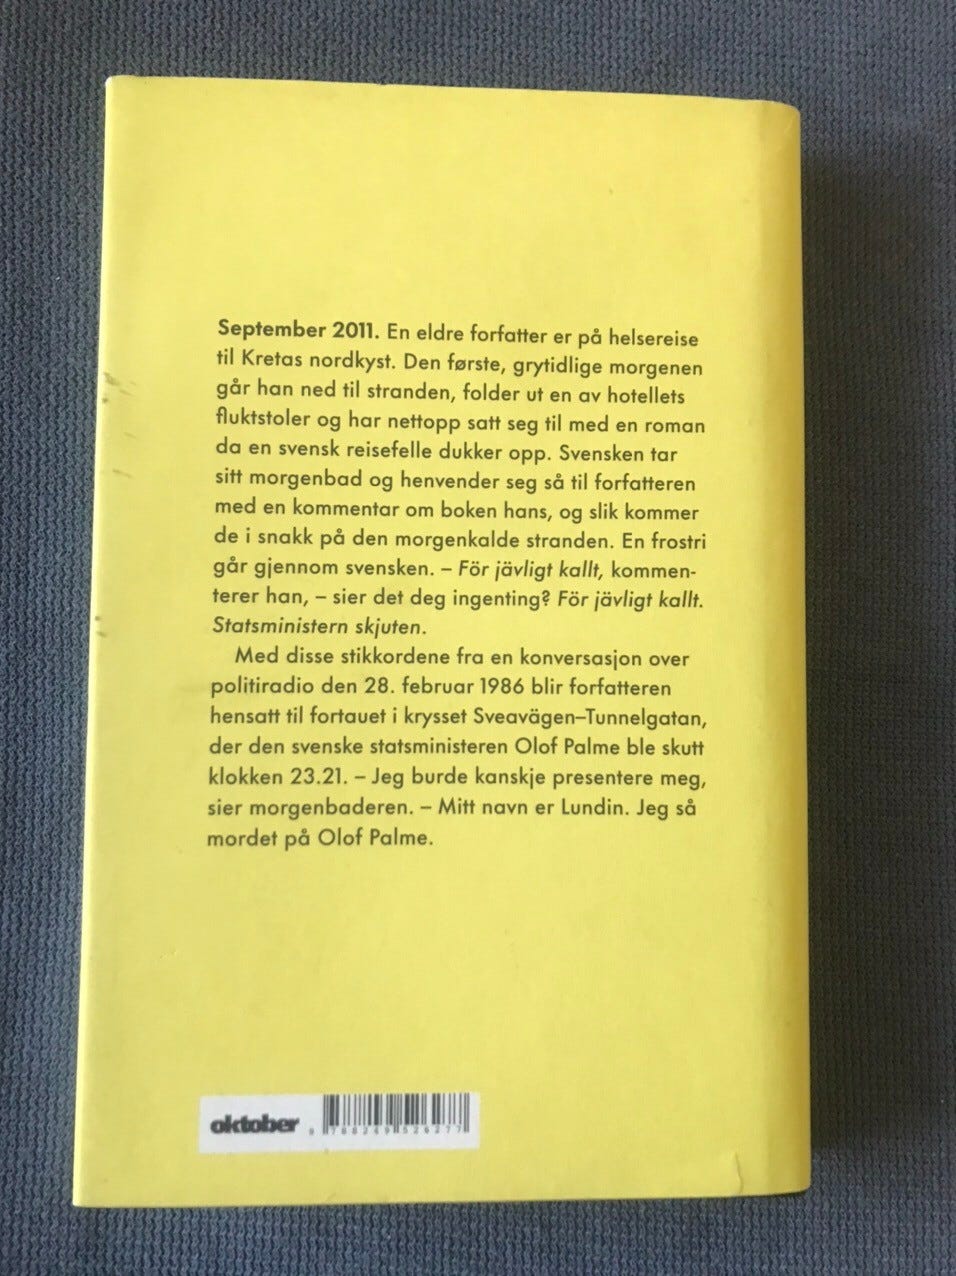 September 2011. En eldre forfatter er på helsereise
til Kretas nordkyst. Den første, grytidlige morgenen
går han ned til stranden, folder ut en av hotellets
fluktstoler og har nettopp satt seg til med en roman
da en svensk reisefelle dukker opp. Svensken tar
sitt morgenbad og henvender seg så til forfatteren
med en kommentar om boken hans, og slik kommer
de i snakk på den morgenkalde stranden. En frostri
går gjennom svensken. – För jävligt kallt, kommen-
terer han, – sier det deg ingenting? För jävligt kallt.
Statsministern skjuten.
Med disse stikkordene fra en konversasjon over
politiradio den 28. februar 1986 blir forfatteren
hensatt til fortauet i krysset Sveavägen–Tunnelgatan,
der den svenske statsministeren Olof Palme ble skutt
klokken 23.21. – Jeg burde kanskje presentere meg,
sier morgenbaderen. – Mitt navn er Lundin. Jeg så
mordet på Olof Palme.
oktober
9 788249 526277